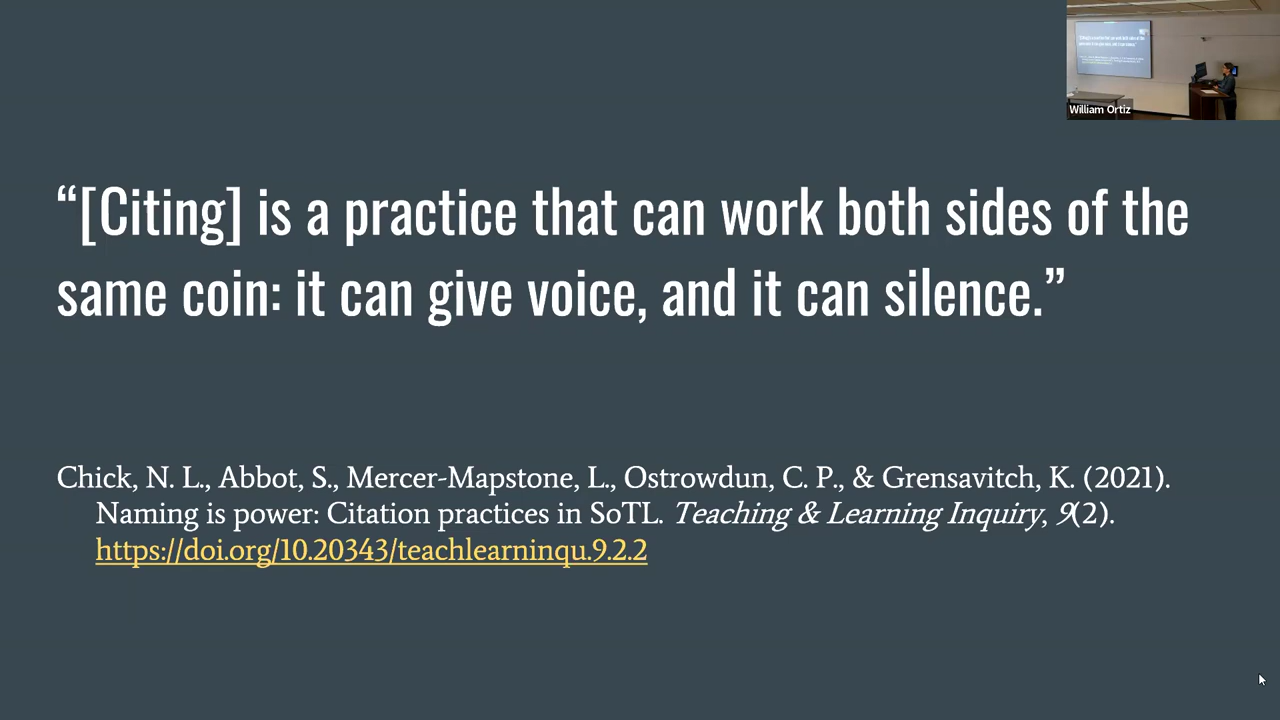 William Ortiz
“[Citing] is a practice that can work both sides of the
same coin: it can give voice, and it can silence.”
Chick, N. L., Abbot, S., Mercer-Mapstone, L., Ostrowdun, C. P., & Grensavitch, K. (2021).
Naming is power: Citation practices in SoTL. Teaching & Learning Inquiry, 9(2).
https://doi.org/10.20343/teachlearninqu.9.2.2